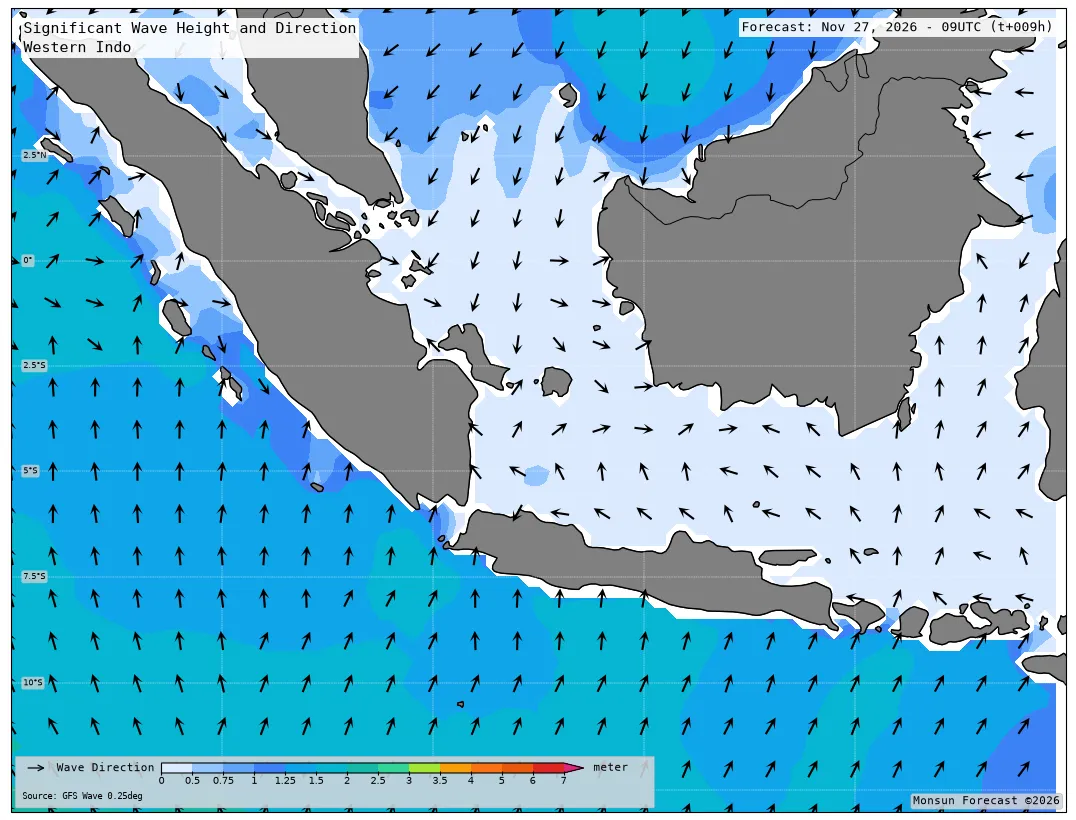 Significant Wave Height and Direction
Western Indo
Forecast: Nov 27, 2026 - 09UTC (t+009h)
2.5°N
0°
2.5°S
5°S
7.5°S
10°S
Wave Direction
0 0.5 0.75 1 1.25 1.5 2 2.5 3 3.5 4 5 6 7
meter
Source: GFS Wave 0.25deg
Monsun Forecast ©2026